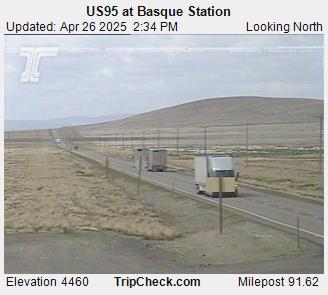 US95 at Basque Station
Updated: Apr 26 2025 2:34 PM Looking North
Elevation 4460 TripCheck.com Milepost 91.62